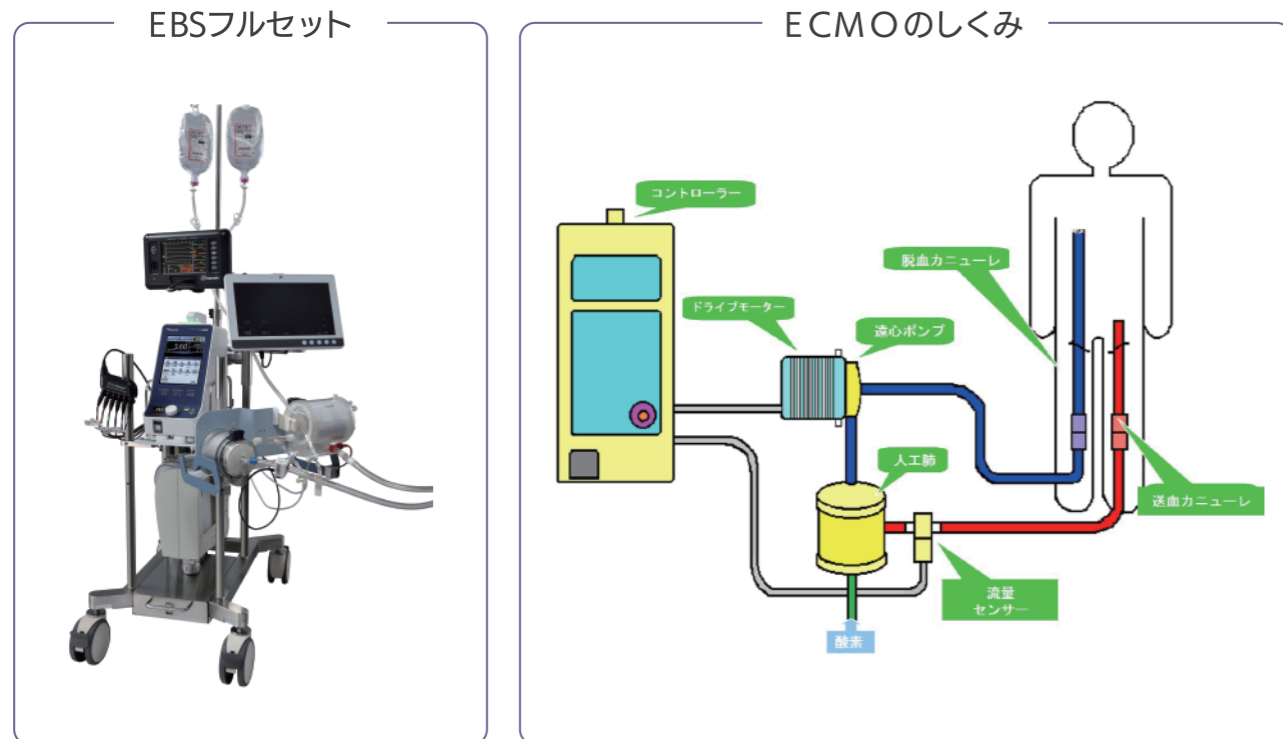 EBSフルセット
ECMOのしくみ
コントローラー
脱血カニューレ
ドライブモーター
遠心ポンプ
人工肺
送血カニューレ
流量
センサー
酸素